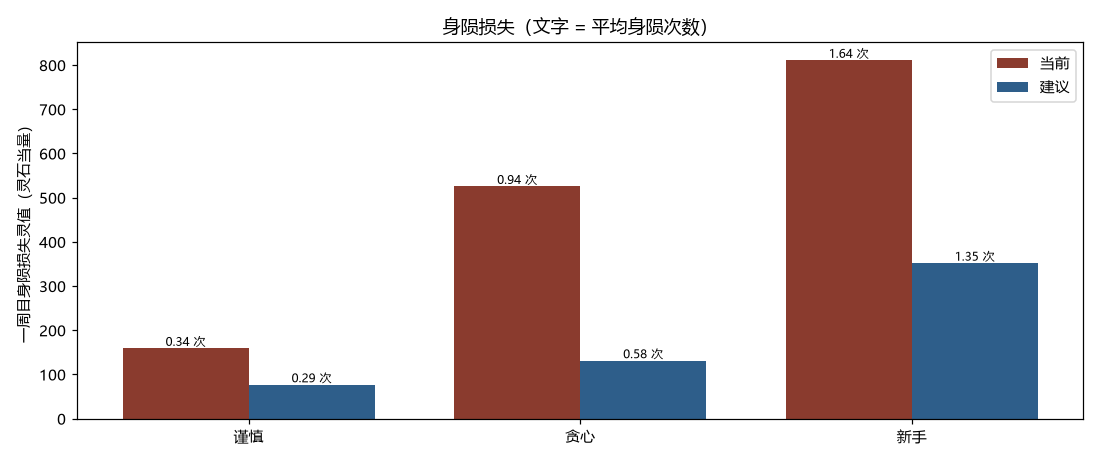 身陨损失（文字 = 平均身陨次数）
一周目身陨损失灵值（灵石当量）
800
700
600
500
400
300
200
100
0
0.34 次
0.29 次
0.94 次
0.58 次
1.64 次
1.35 次
当前
建议
谨慎
贪心
新手